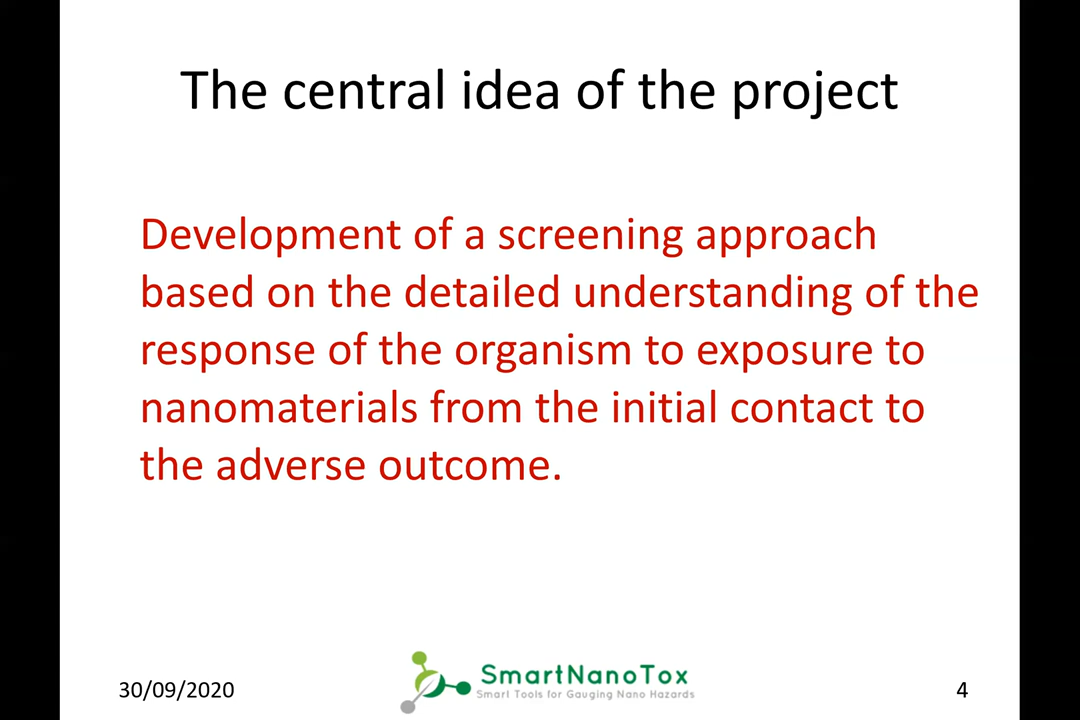 The central idea of the project
Development of a screening approach
based on the detailed understanding of the
response of the organism to exposure to
nanomaterials from the initial contact to
the adverse outcome.
SmartNanoTox
Smart Tools for Gauging Nano Hazards
30/09/2020
4